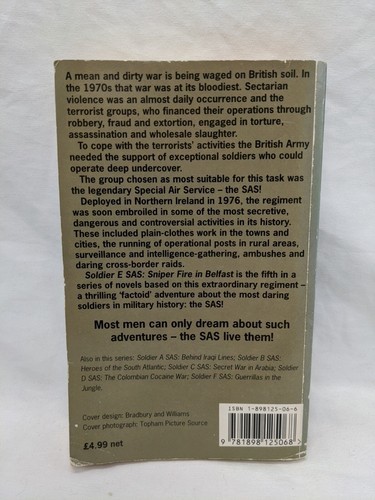 A mean and dirty war is being waged on British soil. In
the 1970s that war was at its bloodiest. Sectarian
violence was an almost daily occurrence and the
terrorist groups, who financed their operations through
robbery, fraud and extortion, engaged in torture,
assassination and wholesale slaughter.
To cope with the terrorists' activities the British Army
needed the support of exceptional soldiers who could
operate deep undercover.
The group chosen as most suitable for this task was
the legendary Special Air Service – the SAS!
Deployed in Northern Ireland in 1976, the regiment
was soon embroiled in some of the most secretive,
dangerous and controversial activities in its history.
These included plain-clothes work in the towns and
cities, the running of operational posts in rural areas,
surveillance and intelligence-gathering, ambushes and
daring cross-border raids.
Soldier E SAS: Sniper Fire in Belfast is the fifth in a
series of novels based on this extraordinary regiment –
a thrilling 'factoid' adventure about the most daring
soldiers in military history: the SAS!
Most men can only dream about such
adventures – the SAS live them!
Also in this series: Soldier A SAS: Behind Iraqi Lines; Soldier B SAS:
Heroes of the South Atlantic; Soldier C SAS: Secret War in Arabia; Soldier
D SAS: The Colombian Cocaine War; Soldier F SAS: Guerrillas in the
Jungle.
Cover design: Bradbury and Williams
Cover photograph: Topham Picture Source
£4.99 net
ISBN 1-898125-06-6
9 781898 125068 >